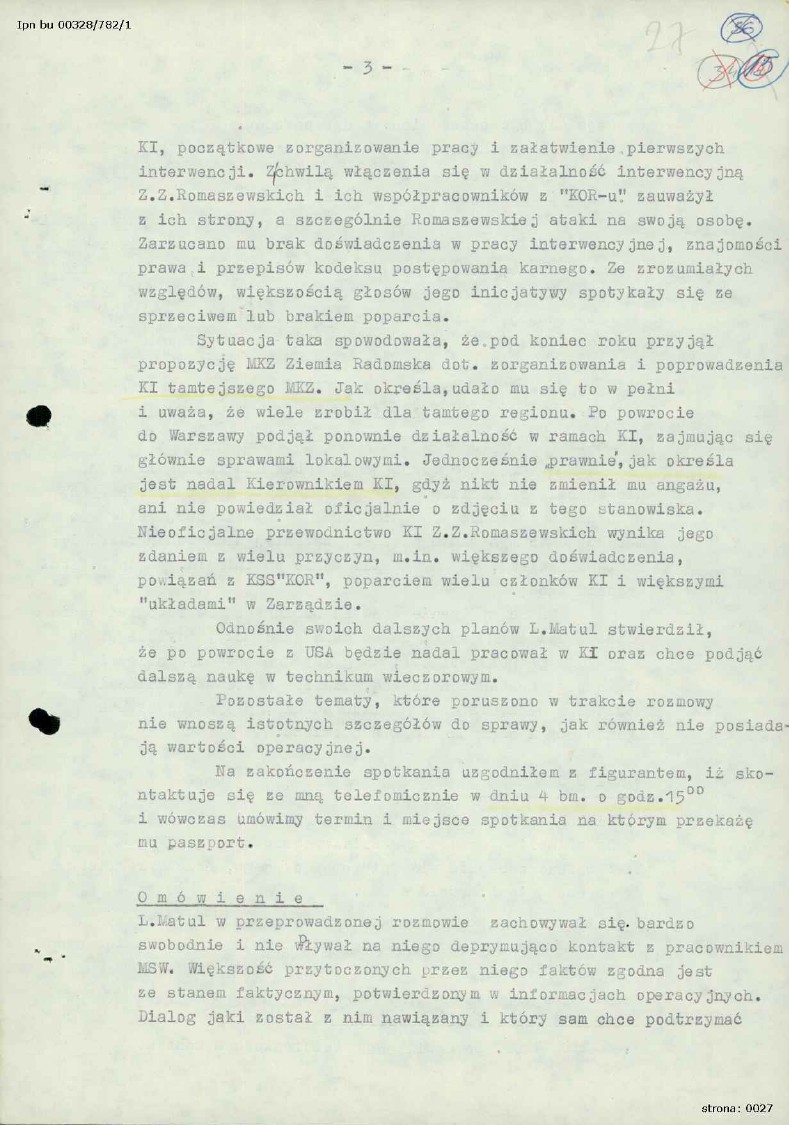 Ipn bu 00328/782/1
27
36
15
- 3 -
KI, początkowe zorganizowanie pracy i załatwienie pierwszych
interwencji. Z chwilą włączenia się w działalność interwencyjną
Z.Z.Romaszewskich i ich współpracowników z "KOR-u" zauważył
z ich strony, a szczególnie Romaszewskiej ataki na swoją osobę.
Zarzucano mu brak doświadczenia w pracy interwencyjnej, znajomości
prawa i przepisów kodeksu postępowania karnego. Ze zrozumiałych
względów, większością głosów jego inicjatywy spotykały się ze
sprzeciwem lub brakiem poparcia.
Sytuacja taka spowodowała, że pod koniec roku przyjął
propozycję MKZ Ziemia Radomska dot. zorganizowania i poprowadzenia
KI tamtejszego MKZ. Jak określa, udało mu się to w pełni
i uważa, że wiele zrobił dla tamtego regionu. Po powrocie
do Warszawy podjął ponownie działalność w ramach KI, zajmując się
głównie sprawami lokalowymi. Jednocześnie „prawnie", jak określa
jest nadal Kierownikiem KI, gdyż nikt nie zmienił mu angażu,
ani nie powiedział oficjalnie o zdjęciu z tego stanowiska.
Nieoficjalne przewodnictwo KI Z.Z.Romaszewskich wynika jego
zdaniem z wielu przyczyn, m.in. większego doświadczenia,
powiązań z KSS"KOR", poparciem wielu członków KI i większymi
"układami" w Zarządzie.
Odnośnie swoich dalszych planów L.Matul stwierdził,
że po powrocie z USA będzie nadal pracował w KI oraz chce podjąć
dalszą naukę w technikum wieczorowym.
Pozostałe tematy, które poruszono w trakcie rozmowy
nie wnoszą istotnych szczegółów do sprawy, jak również nie posiada-
ją wartości operacyjnej.
Na zakończenie spotkania uzgodniłem z figurantem, iż sko-
ntaktuje się ze mną telefomicznie w dniu 4 bm. o godz.15⁰⁰
i wówczas umówimy termin i miejsce spotkania na którym przekażę
mu paszport.
O m ó w i e n i e
L.Matul w przeprowadzonej rozmowie zachowywał się bardzo
swobodnie i nie wpływał na niego deprymująco kontakt z pracownikiem
MSW. Większość przytoczonych przez niego faktów zgodna jest
ze stanem faktycznym, potwierdzonym w informacjach operacyjnych.
Dialog jaki został z nim nawiązany i który sam chce podtrzymać
strona: 0027